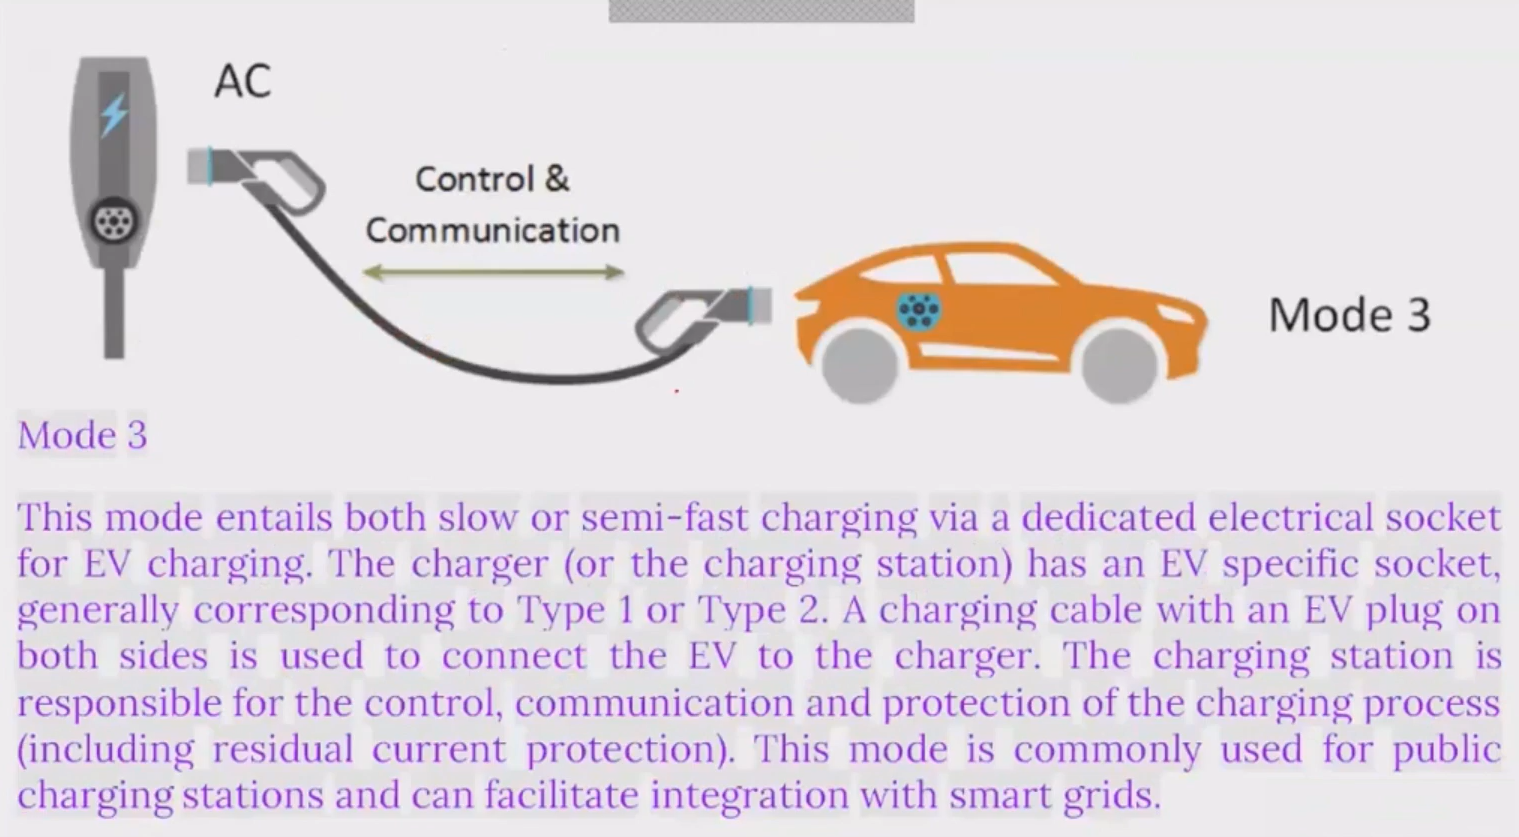 AC
Control &
Communication
Mode 3
Mode 3
This mode entails both slow or semi-fast charging via a dedicated electrical socket
for EV charging. The charger (or the charging station) has an EV specific socket,
generally corresponding to Type 1 or Type 2. A charging cable with an EV plug on
both sides is used to connect the EV to the charger. The charging station is
responsible for the control, communication and protection of the charging process
(including residual current protection). This mode is commonly used for public
charging stations and can facilitate integration with smart grids.